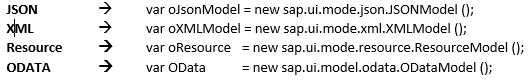 JSON → var oJsonModel = new sap.ui.mode.json.JSONModel ();
XML → var oXMLModel = new sap.ui.mode.xml.XMLModel ();
Resource → var oResource = new sap.ui.mode.resource.ResourceModel ();
ODATA → var OData = new sap.ui.model.odata.ODataModel ();